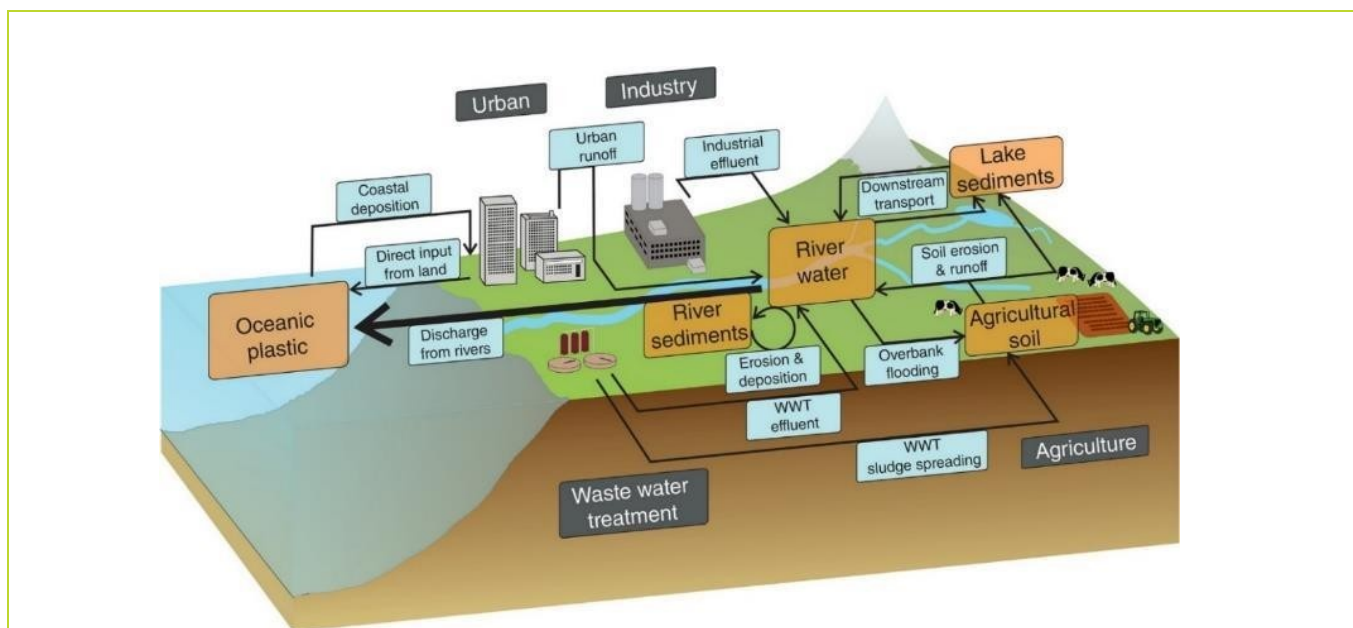 Urban
Industry
Urban
runoff
Industrial
effluent
Lake
sediments
Coastal
deposition
Downstream
transport
River
water
Direct input
from land
Soil erosion
& runoff
Oceanic
plastic
River
sediments
Agricultural
soil
Discharge
from rivers
Erosion &
deposition
Overbank
flooding
WWT
effluent
WWT
sludge spreading
Agriculture
Waste water
treatment